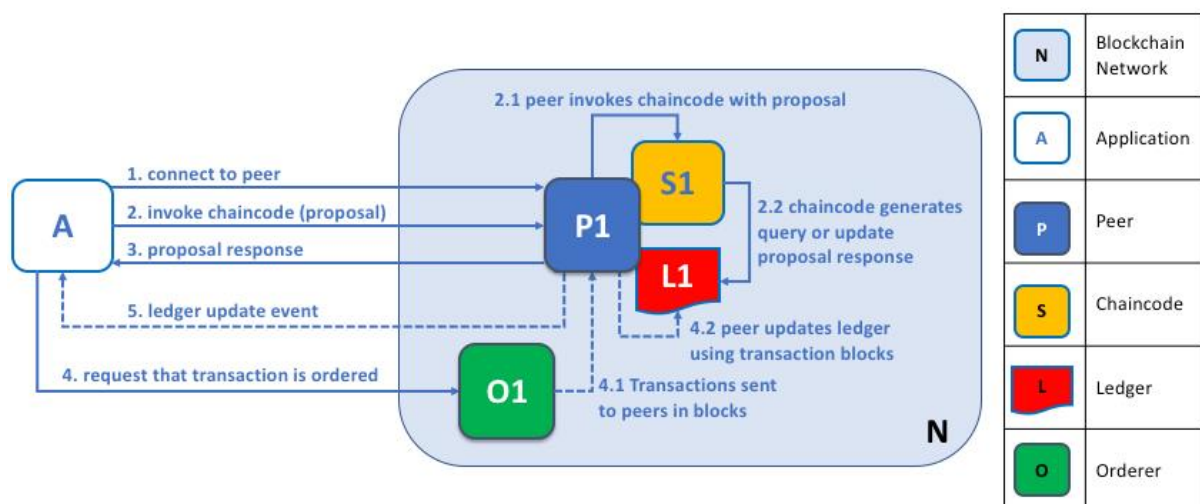 2.1 peer invokes chaincode with proposal
1. connect to peer
2. invoke chaincode (proposal)
3. proposal response
A
P1
S1
2.2 chaincode generates
query or update
proposal response
L1
5. ledger update event
4.2 peer updates ledger
using transaction blocks
4. request that transaction is ordered
O1
4.1 Transactions sent
to peers in blocks
N
N
Blockchain
Network
A
Application
P
Peer
S
Chaincode
L
Ledger
O
Orderer